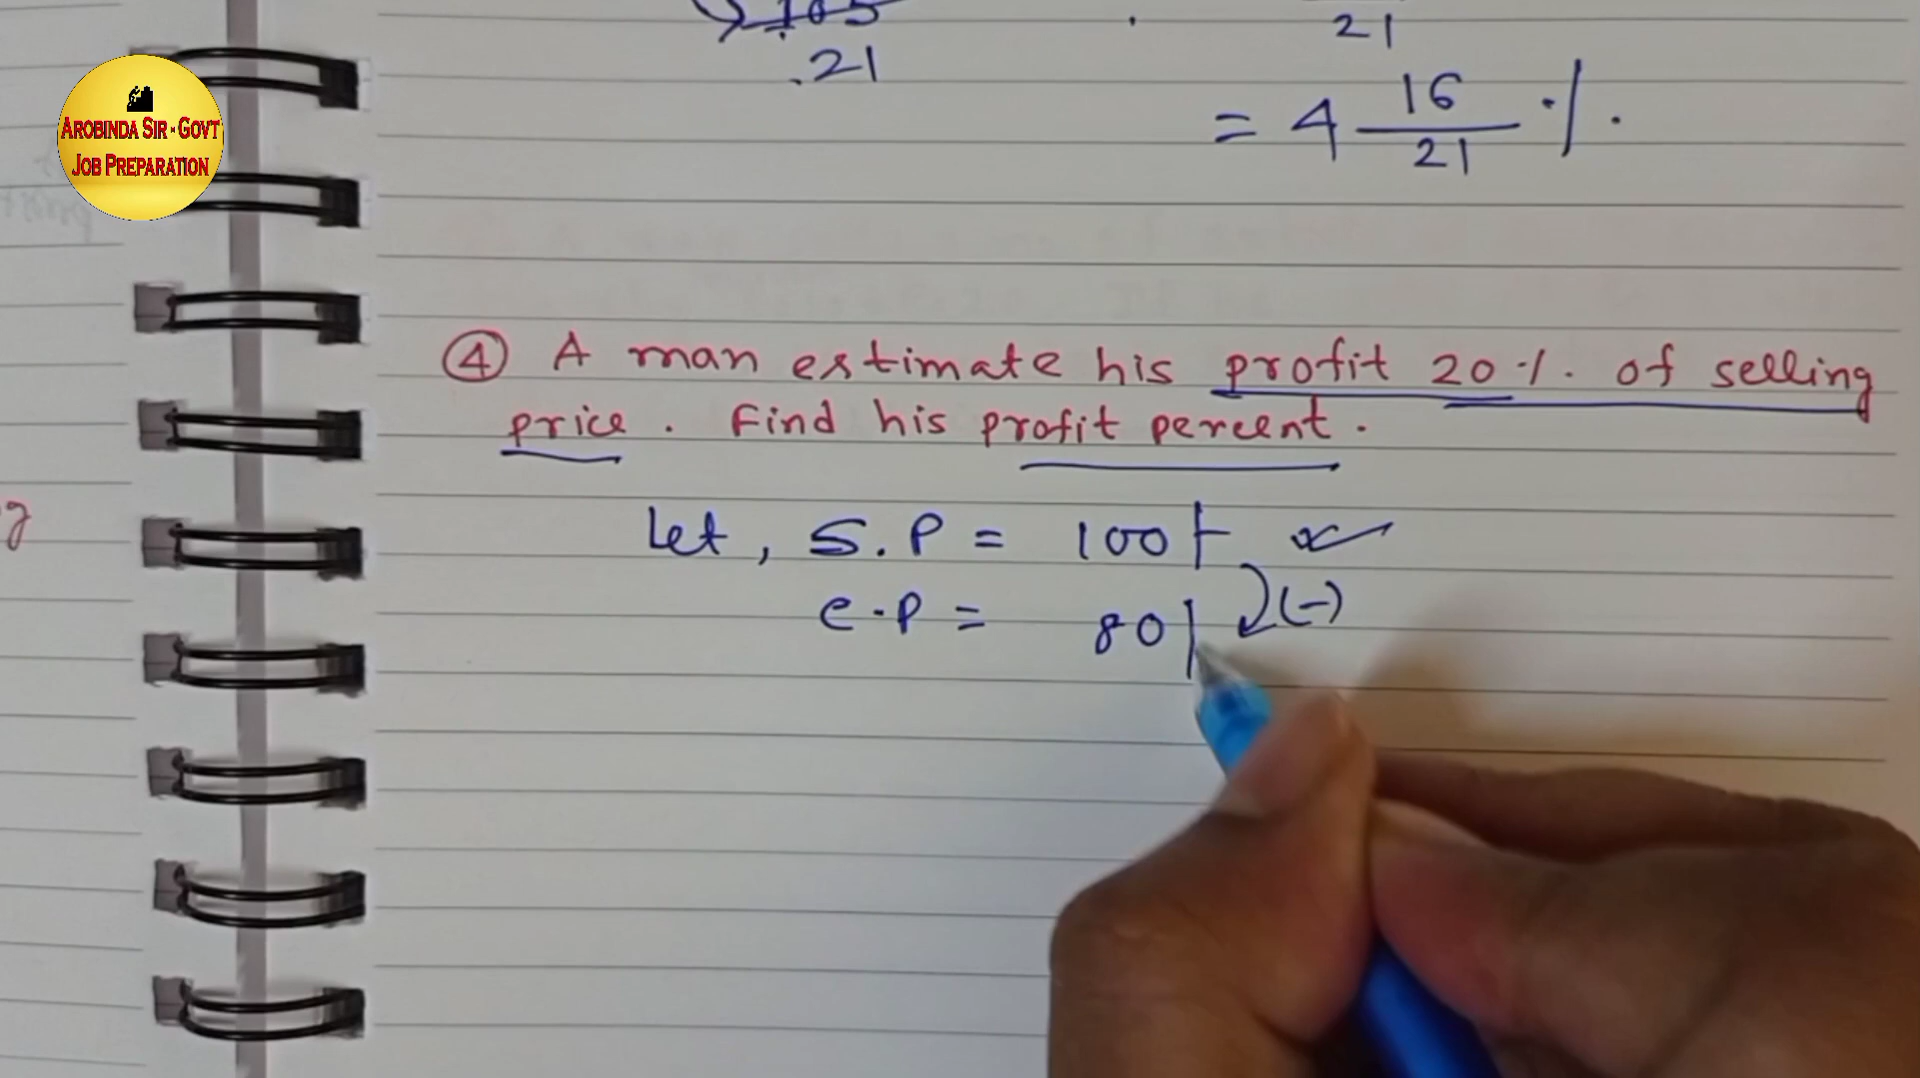 105
.21
21
= 4 16/21 %.
AROBINDA SIR - GOVT
JOB PREPARATION
④ A man estimate his profit 20%. of selling
price. Find his profit percent.
Let, S.P = 100/-
C.P = 80/ (-)